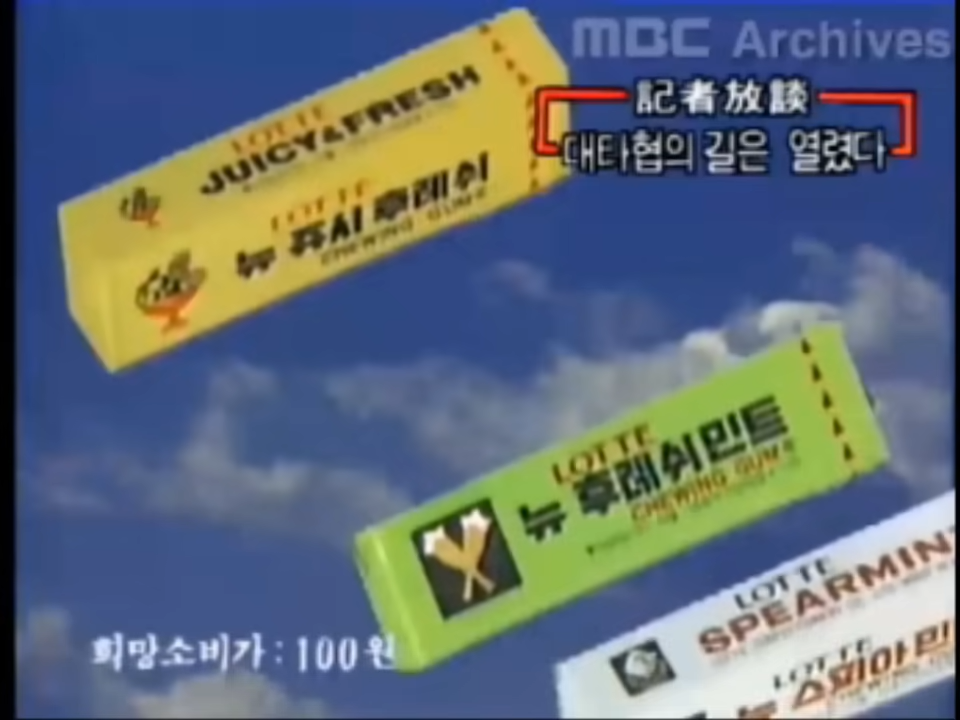 MBC Archives
記者放談
대타협의 길은 열렸다
LOTTE
JUICY&FRESH
LOTTE
뉴 쥬시 후레쉬
CHEWING GUM
LOTTE
뉴 후레쉬민트
CHEWING GUM
LOTTE
SPEARMIN
LOTTE
뉴 스피아민
희망소비가 : 100원